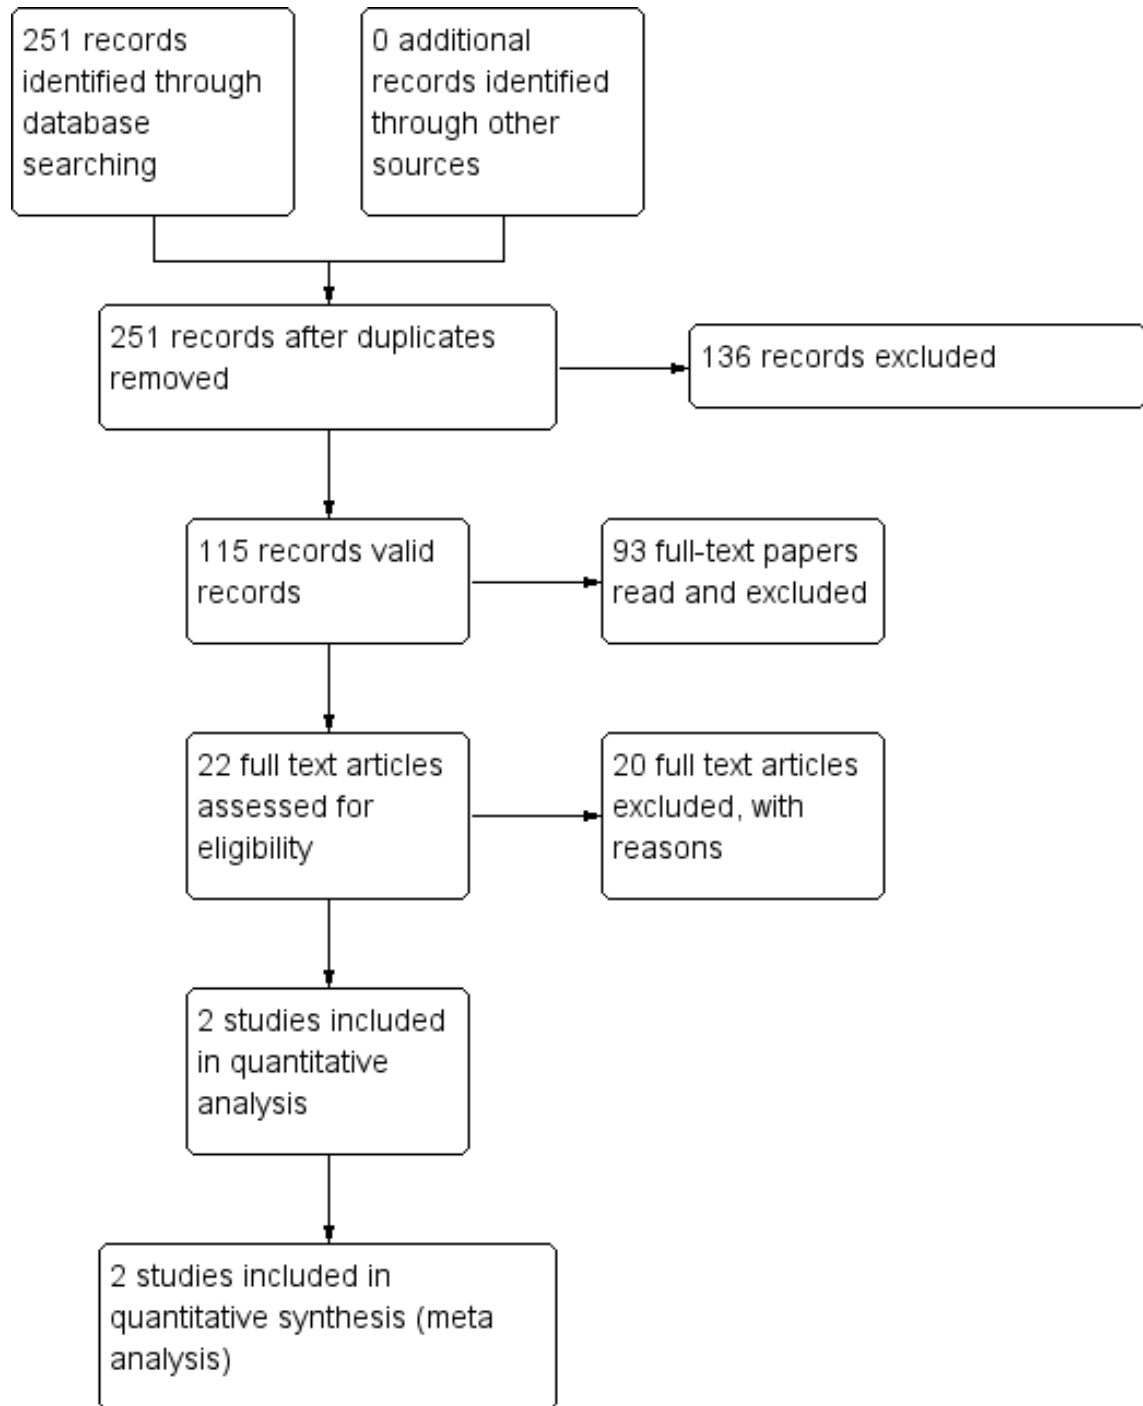 251 records
identified through
database
searching
0 additional
records identified
through other
sources
251 records after duplicates
removed
136 records excluded
115 records valid
records
93 full-text papers
read and excluded
22 full text articles
assessed for
eligibility
20 full text articles
excluded, with
reasons
2 studies included
in quantitative
analysis
2 studies included in
quantitative synthesis (meta
analysis)